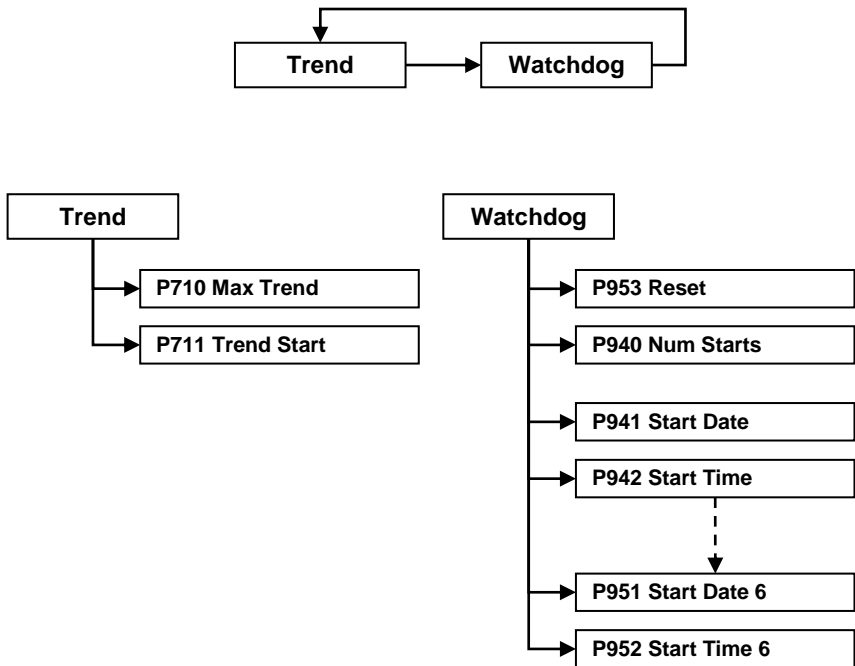 Trend
Watchdog
Trend
P710 Max Trend
P711 Trend Start
Watchdog
P953 Reset
P940 Num Starts
P941 Start Date
P942 Start Time
P951 Start Date 6
P952 Start Time 6